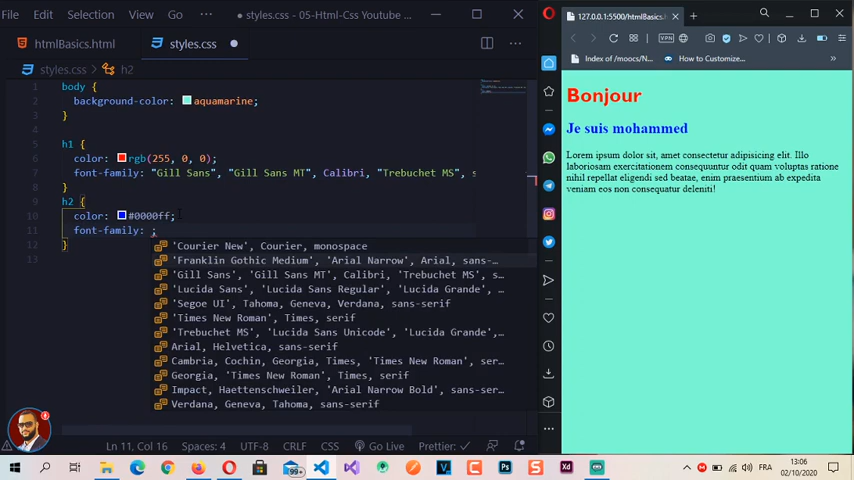 File Edit Selection View Go ··· ● styles.css - 05-Html-Css Youtube ...
htmlBasics.html styles.css ●
styles.css > h2
1 body {
2 background-color: aquamarine;
3 }
4
5 h1 {
6 color: rgb(255, 0, 0);
7 font-family: "Gill Sans", "Gill Sans MT", Calibri, "Trebuchet MS", s
8 }
9 h2 {
10 color: #0000ff;
11 font-family: ;
12 }
13
'Courier New', Courier, monospace
'Franklin Gothic Medium', 'Arial Narrow', Arial, sans-…
'Gill Sans', 'Gill Sans MT', Calibri, 'Trebuchet MS', s…
'Lucida Sans', 'Lucida Sans Regular', 'Lucida Grande', …
'Segoe UI', Tahoma, Geneva, Verdana, sans-serif
'Times New Roman', Times, serif
'Trebuchet MS', 'Lucida Sans Unicode', 'Lucida Grande',…
Arial, Helvetica, sans-serif
Cambria, Cochin, Georgia, Times, 'Times New Roman', ser…
Georgia, 'Times New Roman', Times, serif
Impact, Haettenschweiler, 'Arial Narrow Bold', sans-ser…
Verdana, Geneva, Tahoma, sans-serif
Ln 11, Col 16 Spaces: 4 UTF-8 CRLF CSS Go Live Prettier: ✓
127.0.0.1:5500/htmlBasics.html
VPN
Index of /moocs/N... How to Customize... »
Bonjour
Je suis mohammed
Lorem ipsum dolor sit, amet consectetur adipisicing elit. Illo
laboriosam exercitationem consequuntur odit quam voluptatem ratione
nihil repellat eligendi sed beatae, enim praesentium ab expedita
veniam eos non consequatur deleniti!
99+ Ps Xd FRA 13:06
02/10/2020